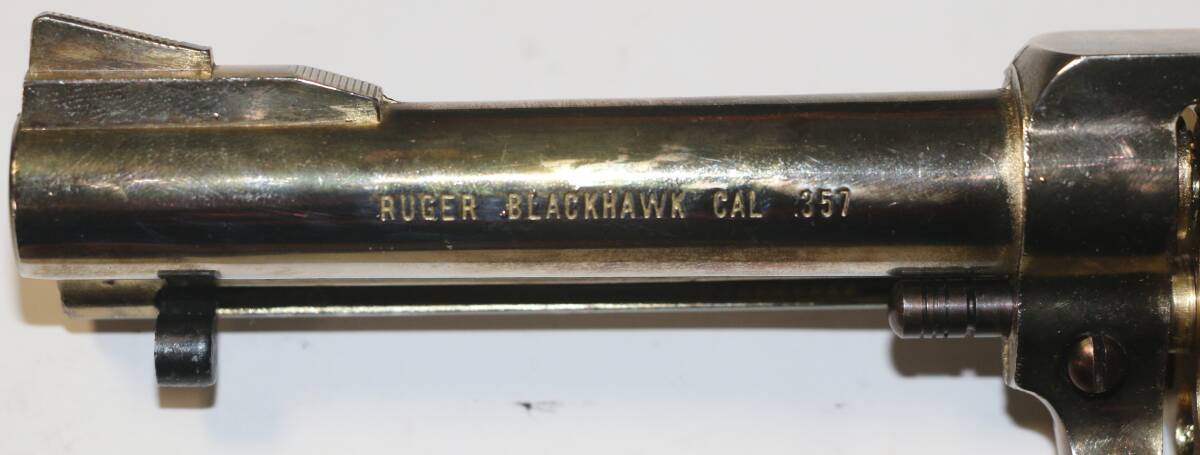 RUGER BLACKHAWK CAL .357